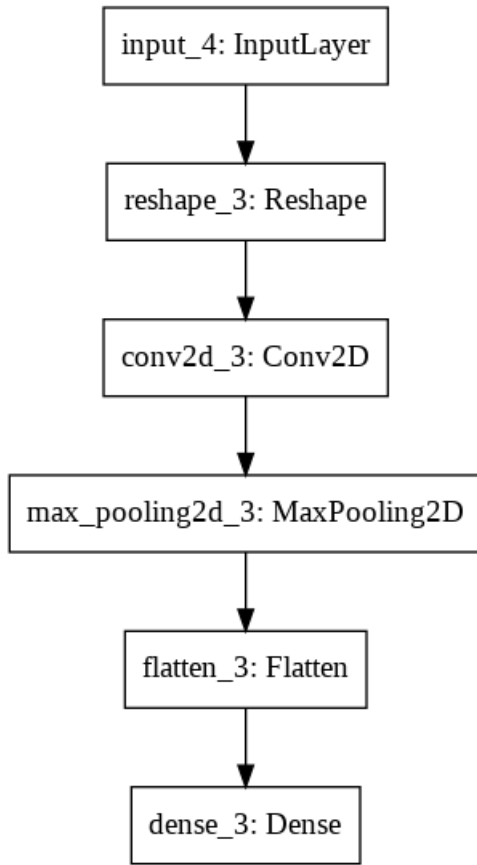 input_4: InputLayer
reshape_3: Reshape
conv2d_3: Conv2D
max_pooling2d_3: MaxPooling2D
flatten_3: Flatten
dense_3: Dense